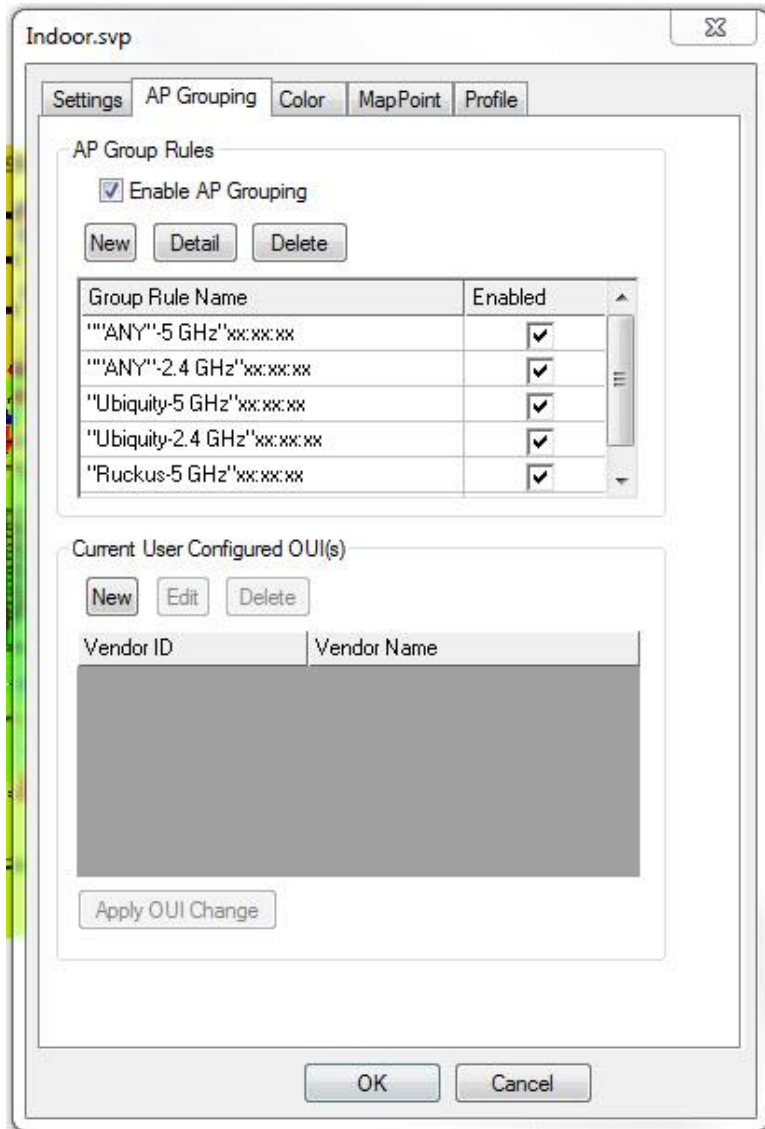 Indoor.svp
Settings AP Grouping Color MapPoint Profile
AP Group Rules
Enable AP Grouping
New Detail Delete
Group Rule Name Enabled
""ANY"-5 GHz"xx:xx:xx
""ANY"-2.4 GHz"xx:xx:xx
"Ubiquity-5 GHz"xx:xx:xx
"Ubiquity-2.4 GHz"xx:xx:xx
"Ruckus-5 GHz"xx:xx:xx
Current User Configured OUI(s)
New Edit Delete
Vendor ID Vendor Name
Apply OUI Change
OK Cancel